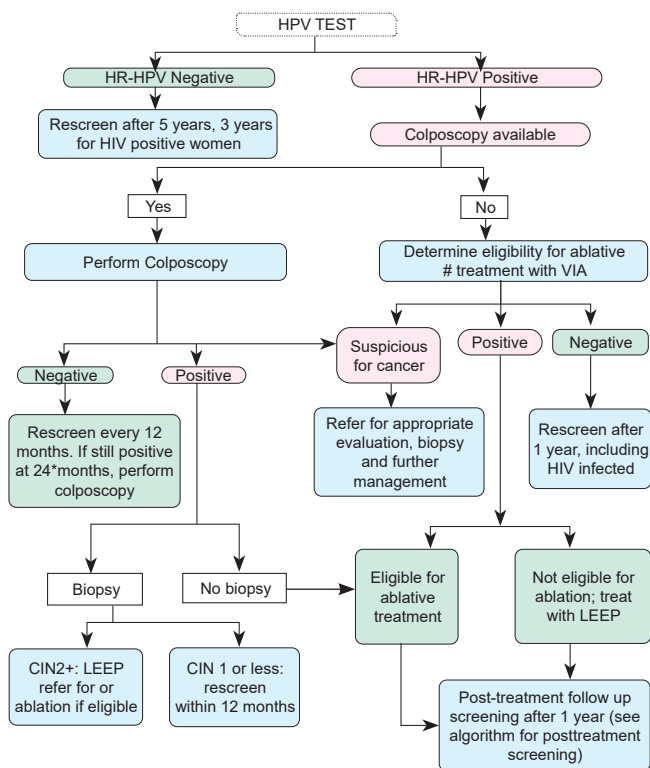 HPV TEST
HR-HPV Negative
HR-HPV Positive
Rescreen after 5 years, 3 years
for HIV positive women
Colposcopy available
Yes
No
Perform Colposcopy
Determine eligibility for ablative
# treatment with VIA
Negative
Positive
Suspicious
for cancer
Positive
Negative
Rescreen every 12
months. If still positive
at 24*months, perform
colposcopy
Refer for appropriate
evaluation, biopsy
and further
management
Rescreen after
1 year, including
HIV infected
Biopsy
No biopsy
Eligible for
ablative
treatment
Not eligible for
ablation; treat
with LEEP
CIN2+: LEEP
refer for or
ablation if eligible
CIN 1 or less:
rescreen
within 12 months
Post-treatment follow up
screening after 1 year (see
algorithm for posttreatment
screening)